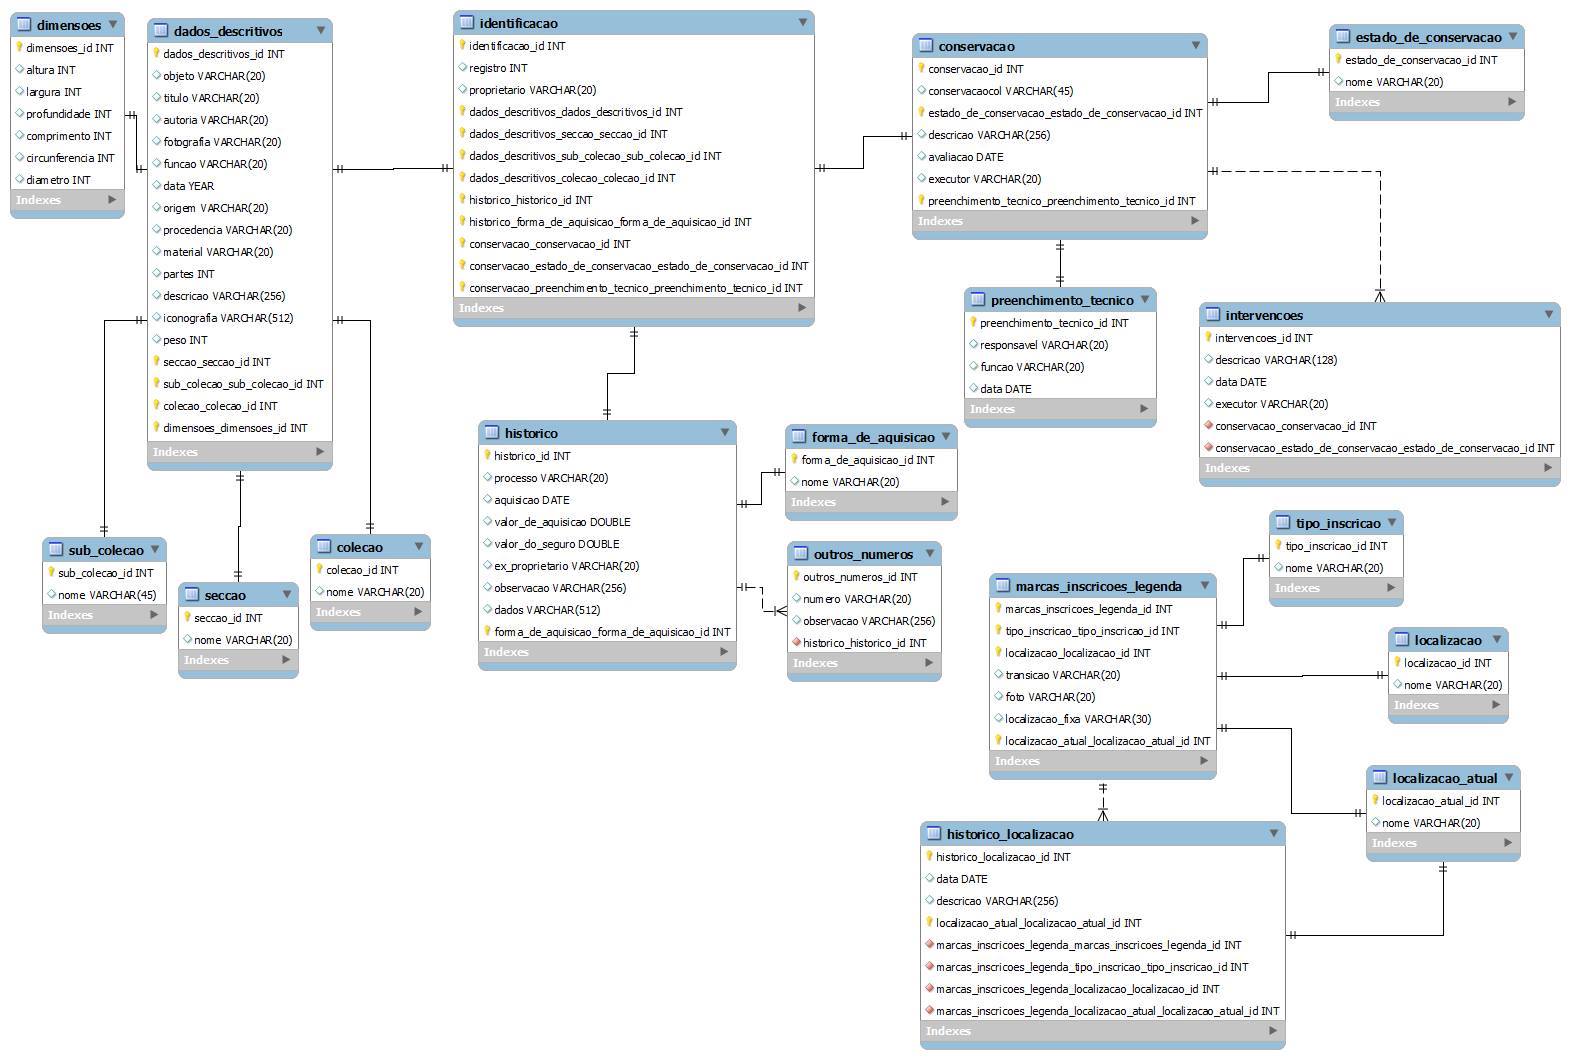 dimensoes
dimensoes_id INT
altura INT
largura INT
profundidade INT
comprimento INT
circunferencia INT
diametro INT
Indexes
dados_descritivos
dados_descritivos_id INT
objeto VARCHAR(20)
titulo VARCHAR(20)
autoria VARCHAR(20)
fotografia VARCHAR(20)
funcao VARCHAR(20)
data YEAR
origem VARCHAR(20)
procedencia VARCHAR(20)
material VARCHAR(20)
partes INT
descricao VARCHAR(256)
iconografia VARCHAR(512)
peso INT
seccao_seccao_id INT
sub_colecao_sub_colecao_id INT
colecao_colecao_id INT
dimensoes_dimensoes_id INT
Indexes
identificacao
identificacao_id INT
registro INT
proprietario VARCHAR(20)
dados_descritivos_dados_descritivos_id INT
dados_descritivos_seccao_seccao_id INT
dados_descritivos_sub_colecao_sub_colecao_id INT
dados_descritivos_colecao_colecao_id INT
historico_historico_id INT
historico_forma_de_aquisicao_forma_de_aquisicao_id INT
conservacao_conservacao_id INT
conservacao_estado_de_conservacao_estado_de_conservacao_id INT
conservacao_preenchimento_tecnico_preenchimento_tecnico_id INT
Indexes
conservacao
conservacao_id INT
conservacaocol VARCHAR(45)
estado_de_conservacao_estado_de_conservacao_id INT
descricao VARCHAR(256)
avaliacao DATE
executor VARCHAR(20)
preenchimento_tecnico_preenchimento_tecnico_id INT
Indexes
estado_de_conservacao
estado_de_conservacao_id INT
nome VARCHAR(20)
Indexes
preenchimento_tecnico
preenchimento_tecnico_id INT
responsavel VARCHAR(20)
funcao VARCHAR(20)
data DATE
Indexes
intervencoes
intervencoes_id INT
descricao VARCHAR(128)
data DATE
executor VARCHAR(20)
conservacao_conservacao_id INT
conservacao_estado_de_conservacao_estado_de_conservacao_id INT
Indexes
sub_colecao
sub_colecao_id INT
nome VARCHAR(45)
Indexes
seccao
seccao_id INT
nome VARCHAR(20)
Indexes
colecao
colecao_id INT
nome VARCHAR(20)
Indexes
historico
historico_id INT
processo VARCHAR(20)
aquisicao DATE
valor_de_aquisicao DOUBLE
valor_do_seguro DOUBLE
ex_proprietario VARCHAR(20)
observacao VARCHAR(256)
dados VARCHAR(512)
forma_de_aquisicao_forma_de_aquisicao_id INT
Indexes
forma_de_aquisicao
forma_de_aquisicao_id INT
nome VARCHAR(20)
Indexes
outros_numeros
outros_numeros_id INT
numero VARCHAR(20)
observacao VARCHAR(256)
historico_historico_id INT
Indexes
marcas_inscricoes_legenda
marcas_inscricoes_legenda_id INT
tipo_inscricao_tipo_inscricao_id INT
localizacao_localizacao_id INT
transicao VARCHAR(20)
foto VARCHAR(20)
localizacao_fixa VARCHAR(30)
localizacao_atual_localizacao_atual_id INT
Indexes
tipo_inscricao
tipo_inscricao_id INT
nome VARCHAR(20)
Indexes
localizacao
localizacao_id INT
nome VARCHAR(20)
Indexes
localizacao_atual
localizacao_atual_id INT
nome VARCHAR(20)
Indexes
historico_localizacao
historico_localizacao_id INT
data DATE
descricao VARCHAR(256)
localizacao_atual_localizacao_atual_id INT
marcas_inscricoes_legenda_marcas_inscricoes_legenda_id INT
marcas_inscricoes_legenda_tipo_inscricao_tipo_inscricao_id INT
marcas_inscricoes_legenda_localizacao_localizacao_id INT
marcas_inscricoes_legenda_localizacao_atual_localizacao_atual_id INT
Indexes